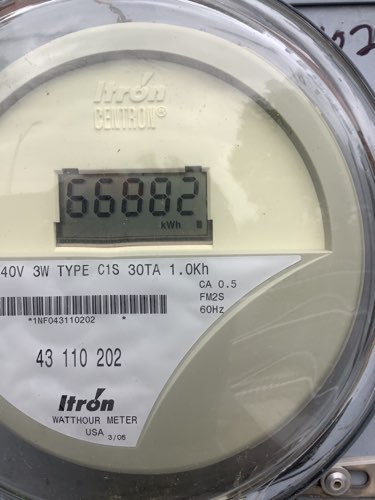 Itron
CENTRON®
66882
kWh
40V 3W TYPE C1S 30TA 1.0Kh
CA 0.5
FM2S
60Hz
*1NF043110202 *
43 110 202
Itron
WATTHOUR METER
USA 3/06